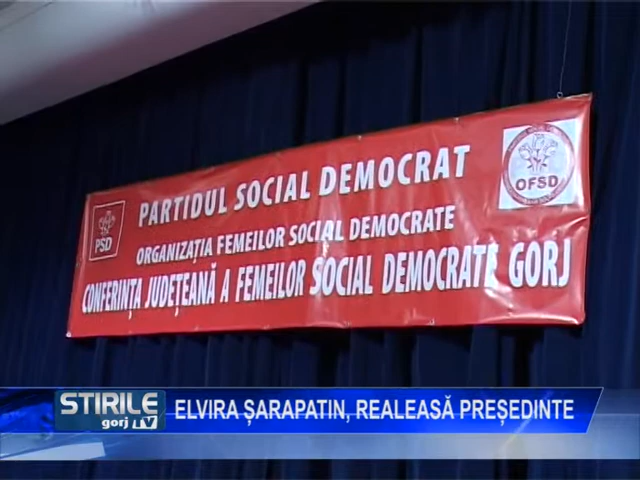 PARTIDUL SOCIAL DEMOCRAT
OFSD
PSD
ORGANIZAȚIA FEMEILOR SOCIAL DEMOCRATE
CONFERINȚA JUDEȚEANĂ A FEMEILOR SOCIAL DEMOCRATE GORJ
STIRILE
gorj TV
ELVIRA ȘARAPATIN, REALEASĂ PREȘEDINTE